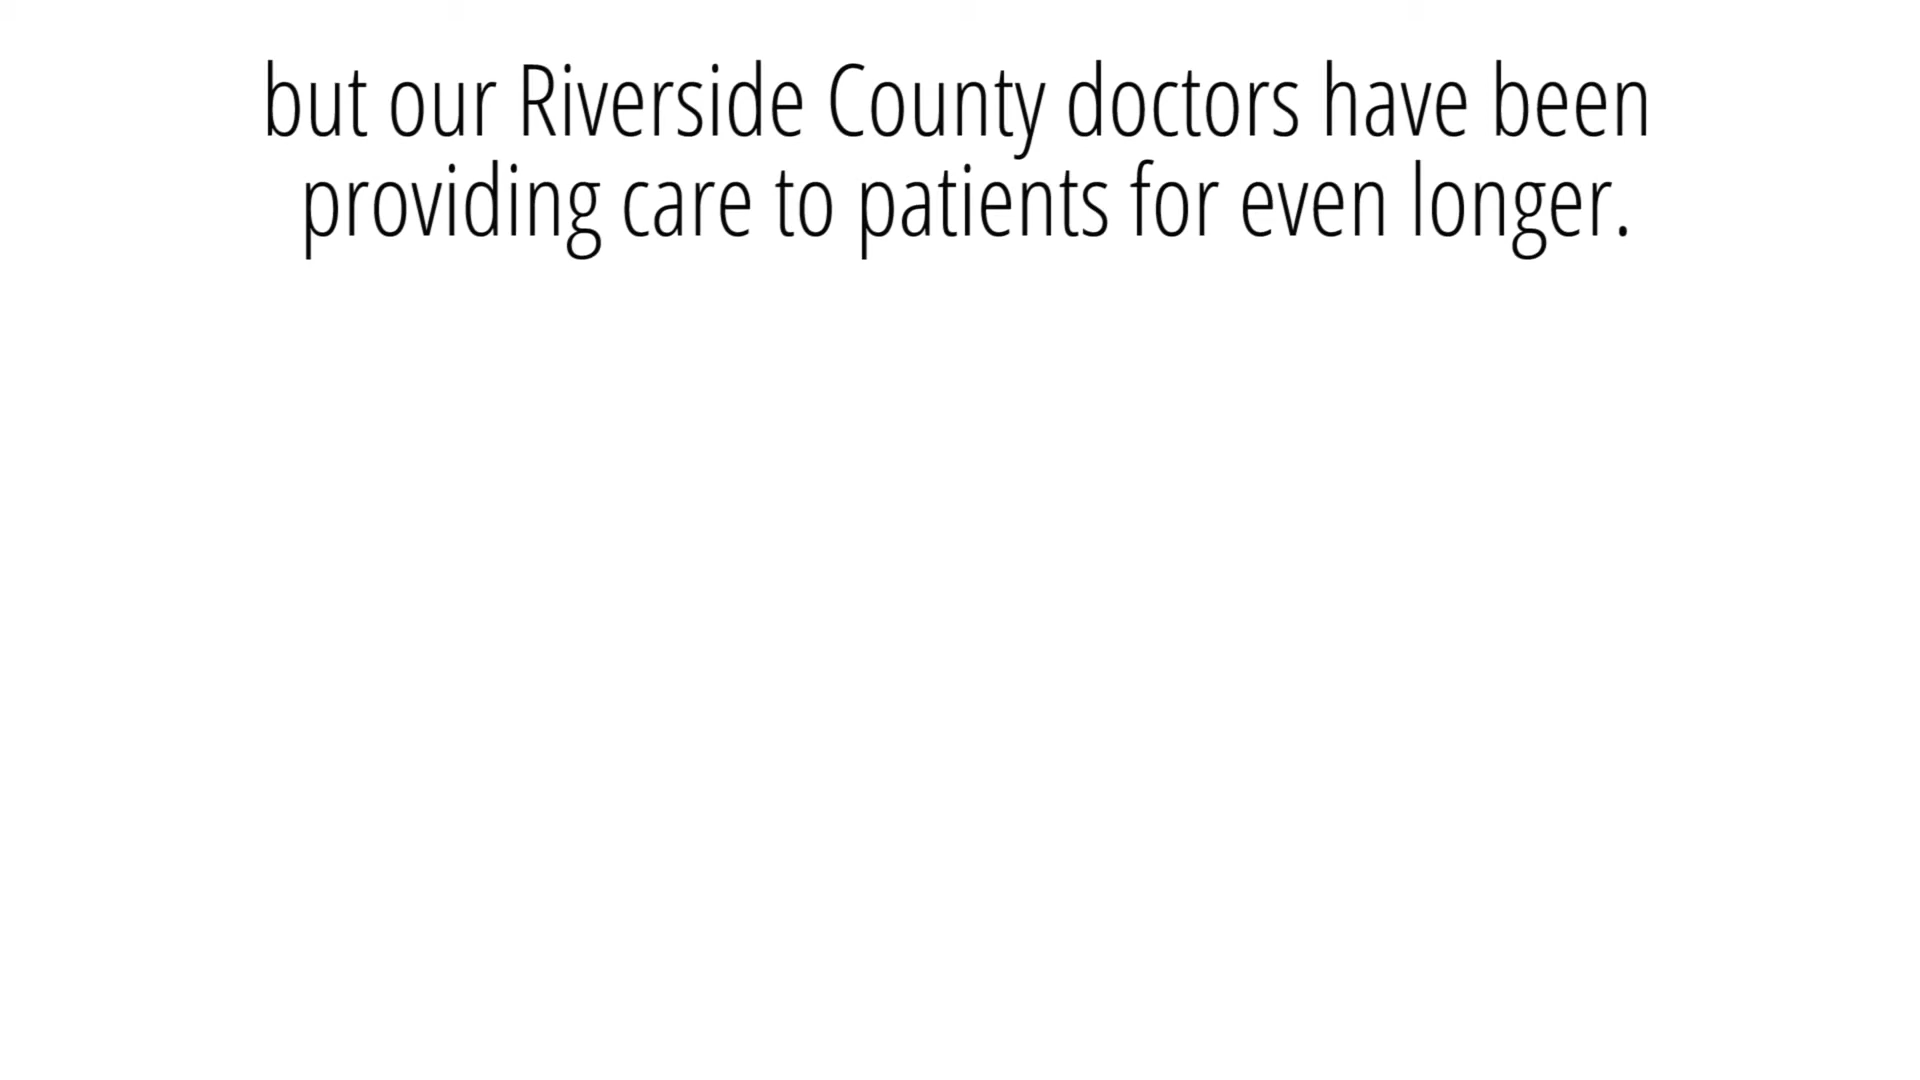 but our Riverside County doctors have been
providing care to patients for even longer.